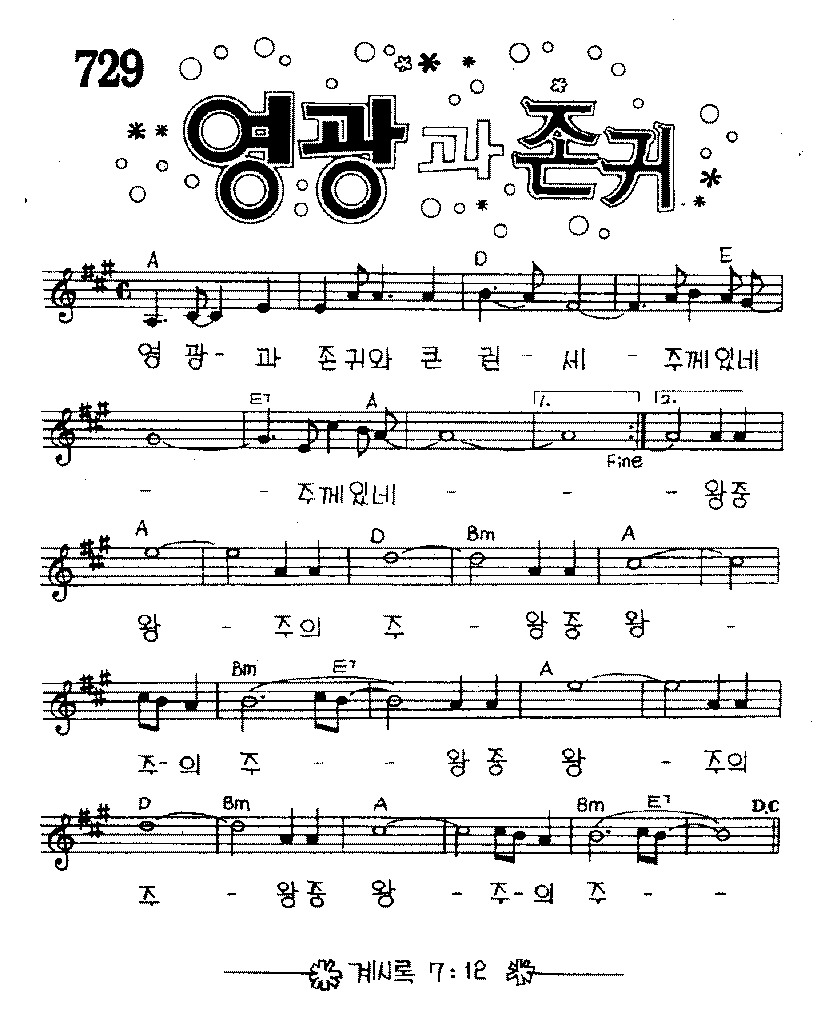 729
영광과 존귀
A D E
영 광 - 과 존 귀와 큰 권 - 세 - 주께 있네
E7 A 1. 2.
Fine
- - 주께 있네 - - - 왕중
A D Bm A
왕 - 주의 주 - 왕 중 왕 -
Bm E7 A
주-의 주 - - 왕 중 왕 - 주의
D Bm A Bm E7 D.C
주 - 왕중 왕 - 주-의 주 - -
계시록 7:12